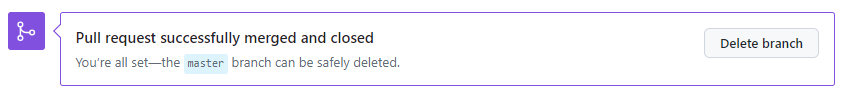 Pull request successfully merged and closed
Delete branch
You're all set—the master branch can be safely deleted.